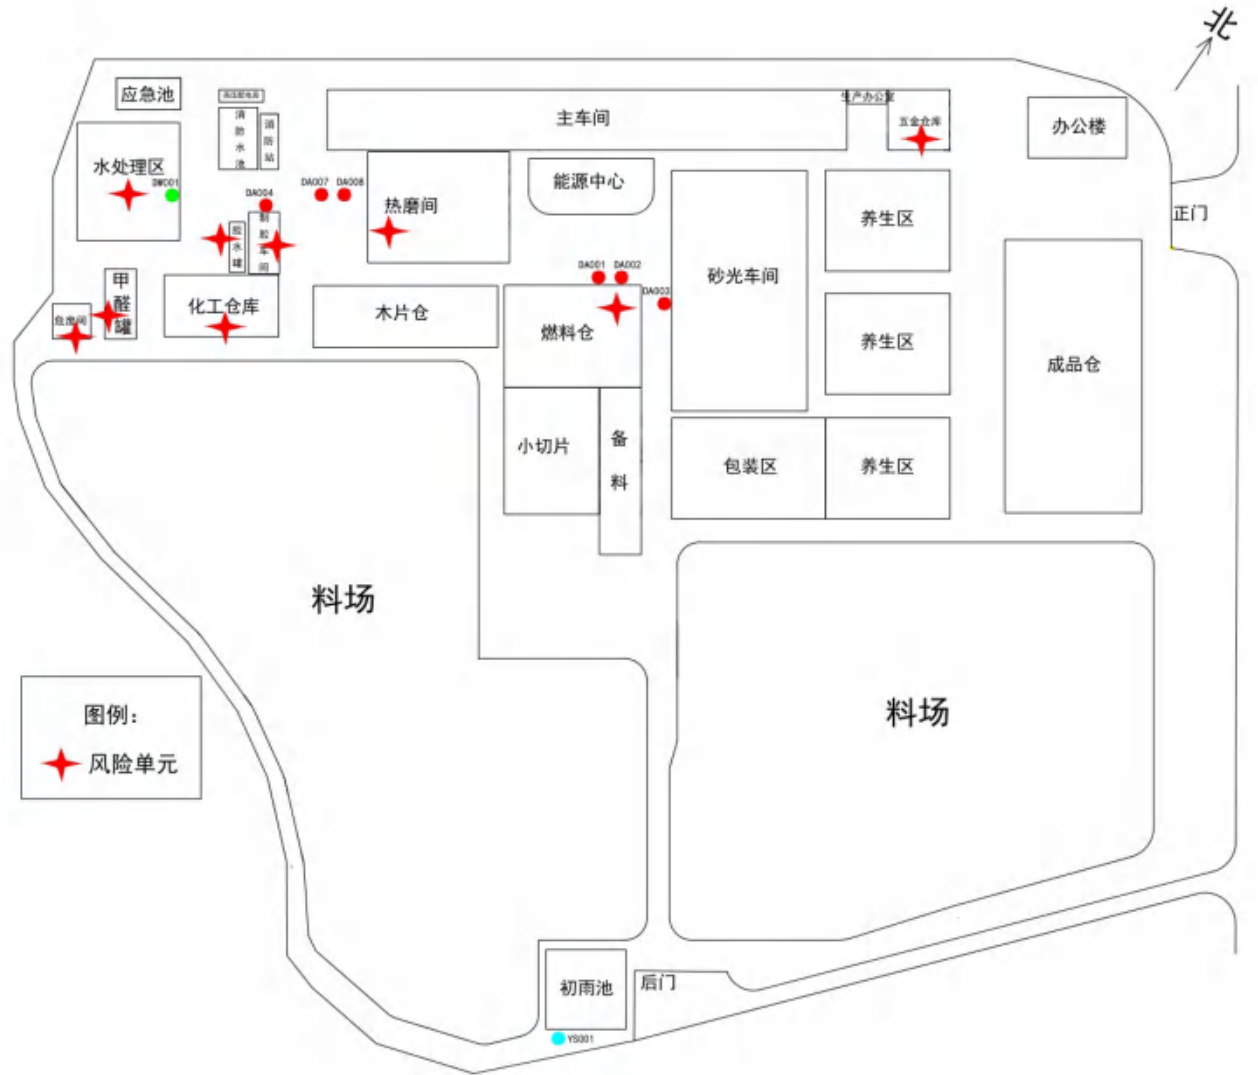 北
应急池
高压配电房
主车间
生产办公室
五金仓库
办公楼
消防水池
消防站
水处理区
DW001
DA004
DA007
DA008
热磨间
能源中心
养生区
正门
制胶车间
胶水罐
甲醛罐
危废间
化工仓库
木片仓
DA001
DA002
DA003
燃料仓
砂光车间
养生区
成品仓
小切片
备料
包装区
养生区
料场
料场
图例：
风险单元
初雨池
后门
YS001